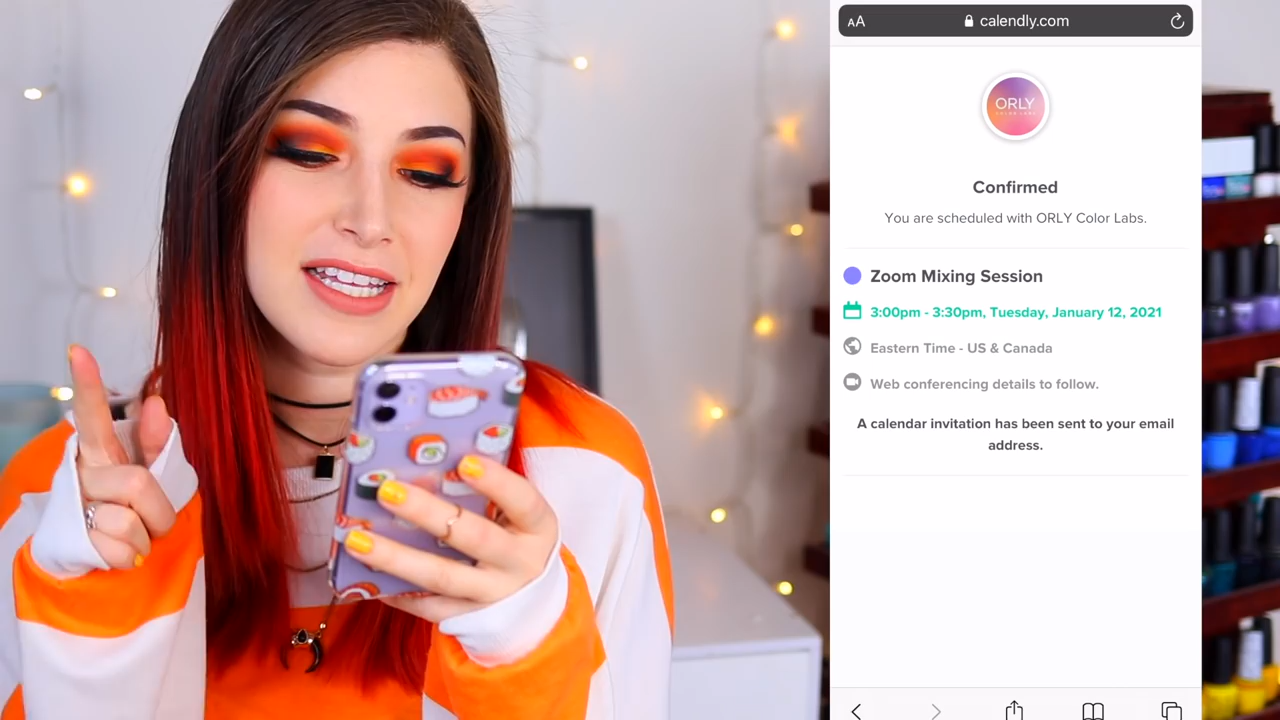 AA calendly.com
ORLY
COLOR LABS
Confirmed
You are scheduled with ORLY Color Labs.
Zoom Mixing Session
3:00pm - 3:30pm, Tuesday, January 12, 2021
Eastern Time - US & Canada
Web conferencing details to follow.
A calendar invitation has been sent to your email
address.